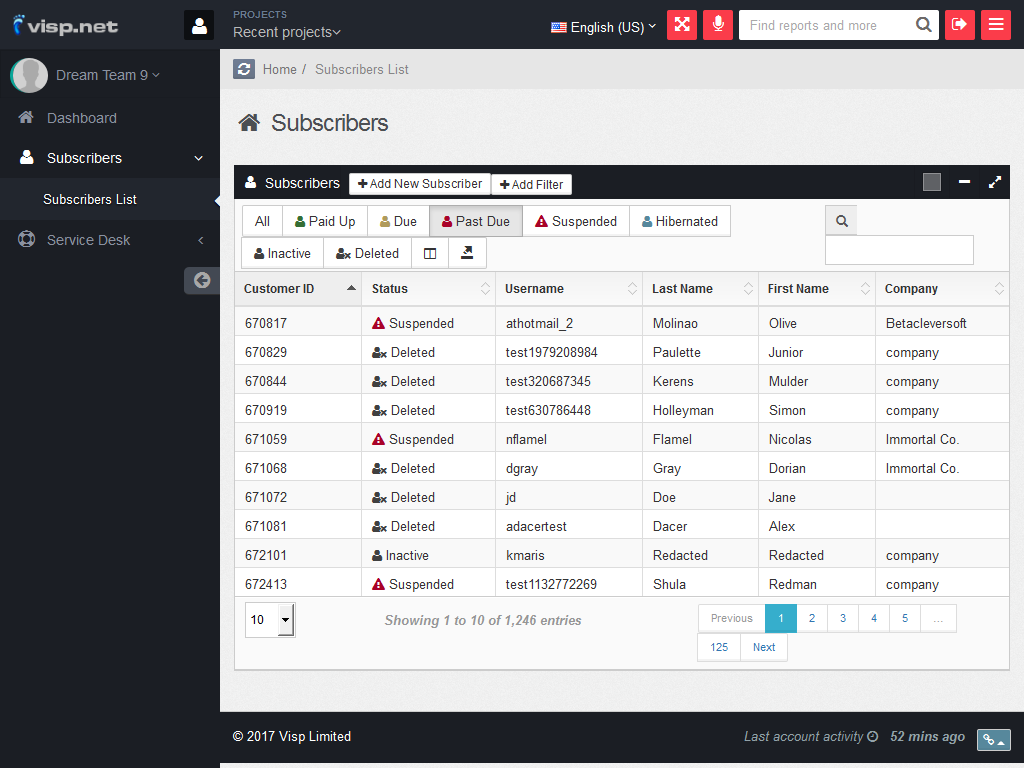 visp.net
PROJECTS
Recent projects
English (US)
Find reports and more
Dream Team 9
Home / Subscribers List
Dashboard
Subscribers
Subscribers List
Service Desk
Subscribers
Subscribers
Add New Subscriber
Add Filter
All
Paid Up
Due
Past Due
Suspended
Hibernated
Inactive
Deleted
Customer ID Status Username Last Name First Name Company
670817 Suspended athotmail_2 Molinao Olive Betacleversoft
670829 Deleted test1979208984 Paulette Junior company
670844 Deleted test320687345 Kerens Mulder company
670919 Deleted test630786448 Holleyman Simon company
671059 Suspended nflamel Flamel Nicolas Immortal Co.
671068 Deleted dgray Gray Dorian Immortal Co.
671072 Deleted jd Doe Jane
671081 Deleted adacertest Dacer Alex
672101 Inactive kmaris Redacted Redacted company
672413 Suspended test1132772269 Shula Redman company
10
Showing 1 to 10 of 1,246 entries
Previous 1 2 3 4 5 ...
125 Next
© 2017 Visp Limited
Last account activity 52 mins ago